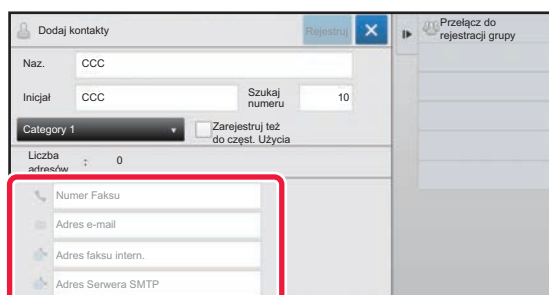 Dodaj kontakty
Rejestruj
Przełącz do
rejestracji grupy
Naz.
CCC
Inicjał
CCC
Szukaj
numeru
10
Category 1
Zarejestruj też
do częst. Użycia
Liczba
adresów
:
0
Numer Faksu
Adres e-mail
Adres faksu intern.
Adres Serwera SMTP